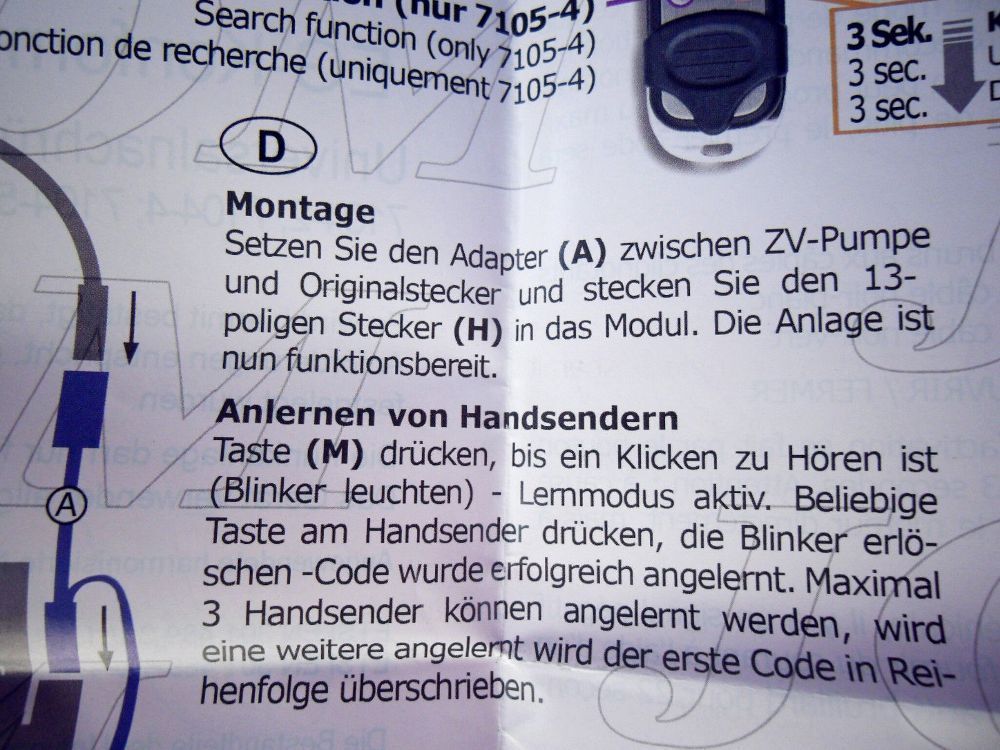 (nur 7105-4)
Search function (only 7105-4)
onction de recherche (uniquement 7105-4)
3 Sek.
3 sec.
3 sec.
D
Montage
Setzen Sie den Adapter (A) zwischen ZV-Pumpe
und Originalstecker und stecken Sie den 13-
poligen Stecker (H) in das Modul. Die Anlage ist
nun funktionsbereit.
Anlernen von Handsendern
Taste (M) drücken, bis ein Klicken zu Hören ist
(Blinker leuchten) - Lernmodus aktiv. Beliebige
Taste am Handsender drücken, die Blinker erlö-
schen -Code wurde erfolgreich angelernt. Maximal
3 Handsender können angelernt werden, wird
eine weitere angelernt wird der erste Code in Rei-
henfolge überschrieben.
A